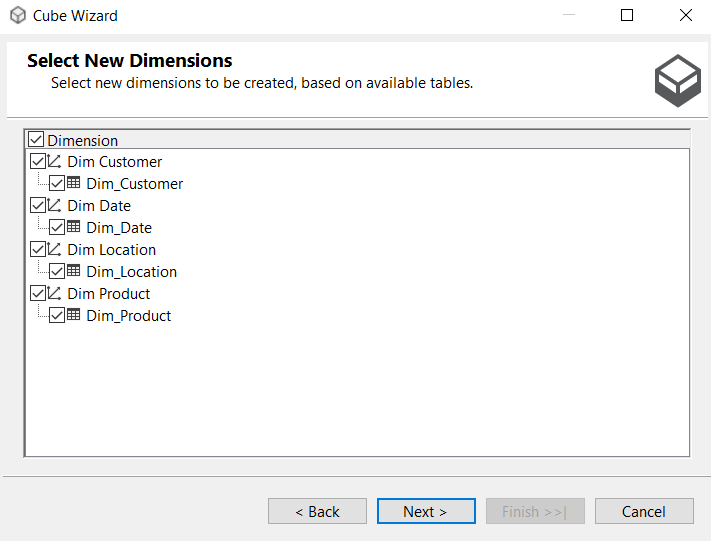 Cube Wizard
Select New Dimensions
Select new dimensions to be created, based on available tables.
Dimension
Dim Customer
Dim_Customer
Dim Date
Dim_Date
Dim Location
Dim_Location
Dim Product
Dim_Product
< Back Next > Finish >>| Cancel